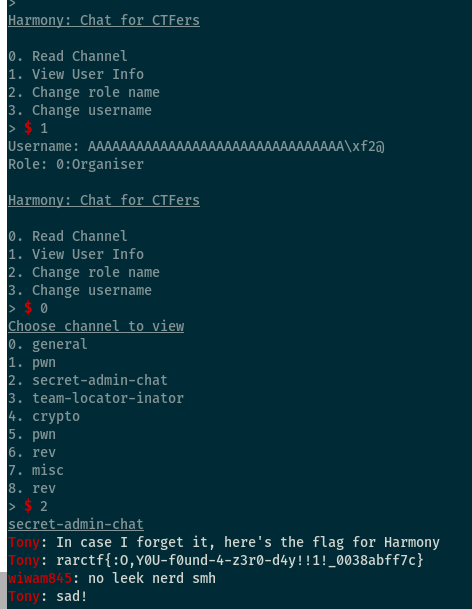 >
Harmony: Chat for CTFers
0. Read Channel
1. View User Info
2. Change role name
3. Change username
> $ 1
Username: AAAAAAAAAAAAAAAAAAAAAAAAAAAAAAAA\xf2@
Role: 0:Organiser
Harmony: Chat for CTFers
0. Read Channel
1. View User Info
2. Change role name
3. Change username
> $ 0
Choose channel to view
0. general
1. pwn
2. secret-admin-chat
3. team-locator-inator
4. crypto
5. pwn
6. rev
7. misc
8. rev
> $ 2
secret-admin-chat
Tony: In case I forget it, here's the flag for Harmony
Tony: rarctf{:O,Y0U-f0und-4-z3r0-d4y!!1!_0038abff7c}
wiwam845: no leek nerd smh
Tony: sad!